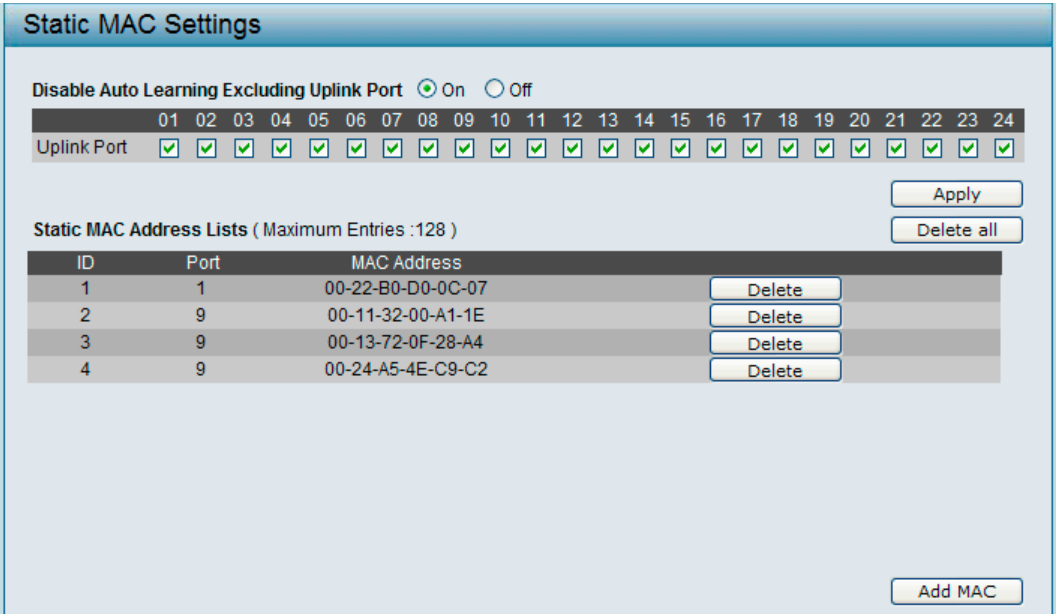 Static MAC Settings
Disable Auto Learning Excluding Uplink Port On Off
01 02 03 04 05 06 07 08 09 10 11 12 13 14 15 16 17 18 19 20 21 22 23 24
Uplink Port
Apply
Static MAC Address Lists ( Maximum Entries :128 ) Delete all
ID Port MAC Address
1 1 00-22-B0-D0-0C-07 Delete
2 9 00-11-32-00-A1-1E Delete
3 9 00-13-72-0F-28-A4 Delete
4 9 00-24-A5-4E-C9-C2 Delete
Add MAC